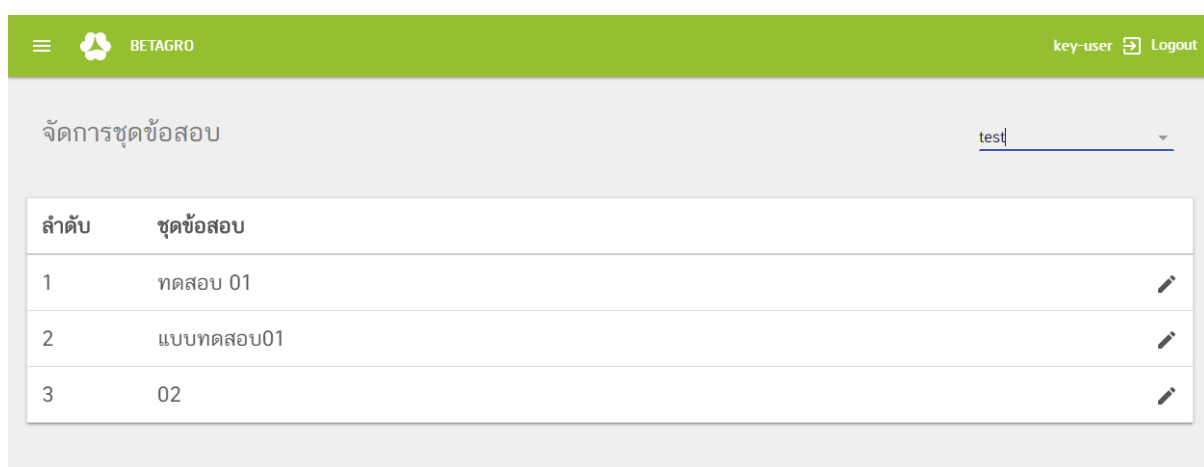 BETAGRO key-user Logout
จัดการชุดข้อสอบ test
ลำดับ ชุดข้อสอบ
1 ทดสอบ 01
2 แบบทดสอบ01
3 02